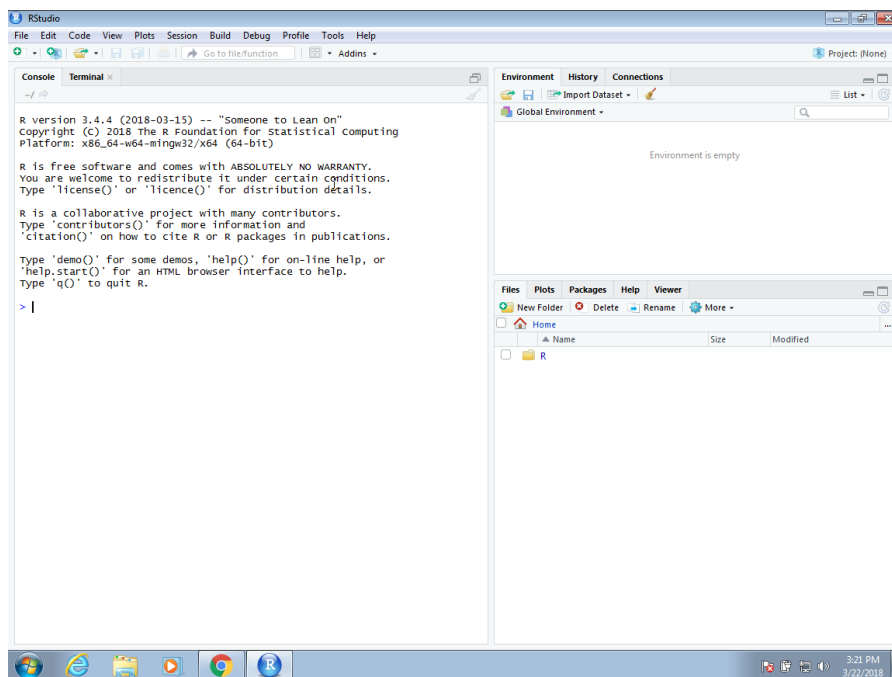 RStudio
File Edit Code View Plots Session Build Debug Profile Tools Help
Go to file/function Addins
Project: (None)
Console Terminal
~/
R version 3.4.4 (2018-03-15) -- "Someone to Lean On"
Copyright (C) 2018 The R Foundation for Statistical Computing
Platform: x86_64-w64-mingw32/x64 (64-bit)
R is free software and comes with ABSOLUTELY NO WARRANTY.
You are welcome to redistribute it under certain conditions.
Type 'license()' or 'licence()' for distribution details.
R is a collaborative project with many contributors.
Type 'contributors()' for more information and
'citation()' on how to cite R or R packages in publications.
Type 'demo()' for some demos, 'help()' for on-line help, or
'help.start()' for an HTML browser interface to help.
Type 'q()' to quit R.
>
Environment History Connections
Import Dataset List
Global Environment
Environment is empty
Files Plots Packages Help Viewer
New Folder Delete Rename More
Home ...
Name Size Modified
R
3:21 PM
3/22/2018